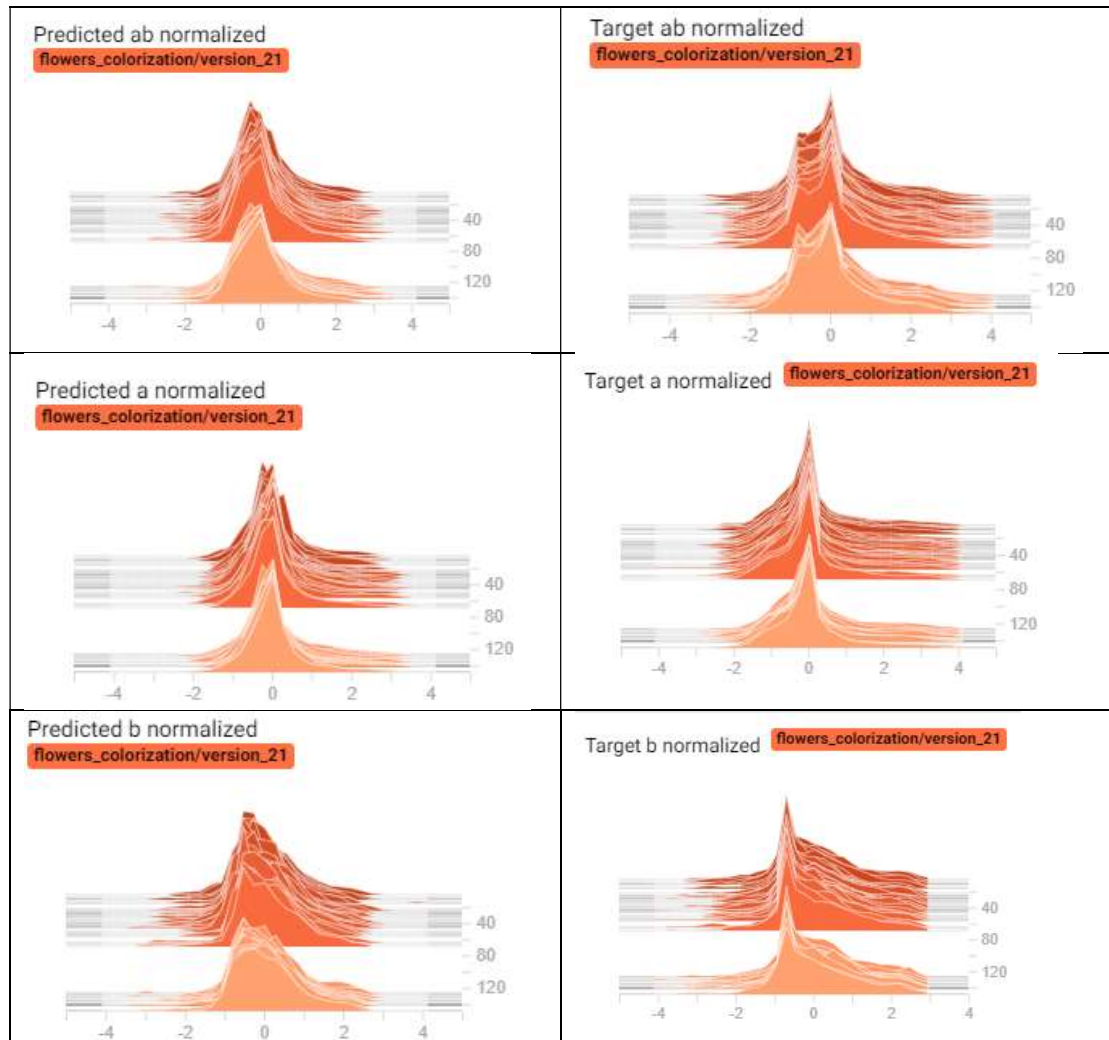 Predicted ab normalized
flowers_colorization/version_21
40
80
120
-4 -2 0 2 4
Target ab normalized
flowers_colorization/version_21
40
80
120
-4 -2 0 2 4
Predicted a normalized
flowers_colorization/version_21
40
80
120
-4 -2 0 2 4
Target a normalized flowers_colorization/version_21
40
80
120
-4 -2 0 2 4
Predicted b normalized
flowers_colorization/version_21
40
80
120
-4 -2 0 2 4
Target b normalized flowers_colorization/version_21
40
80
120
-4 -2 0 2 4